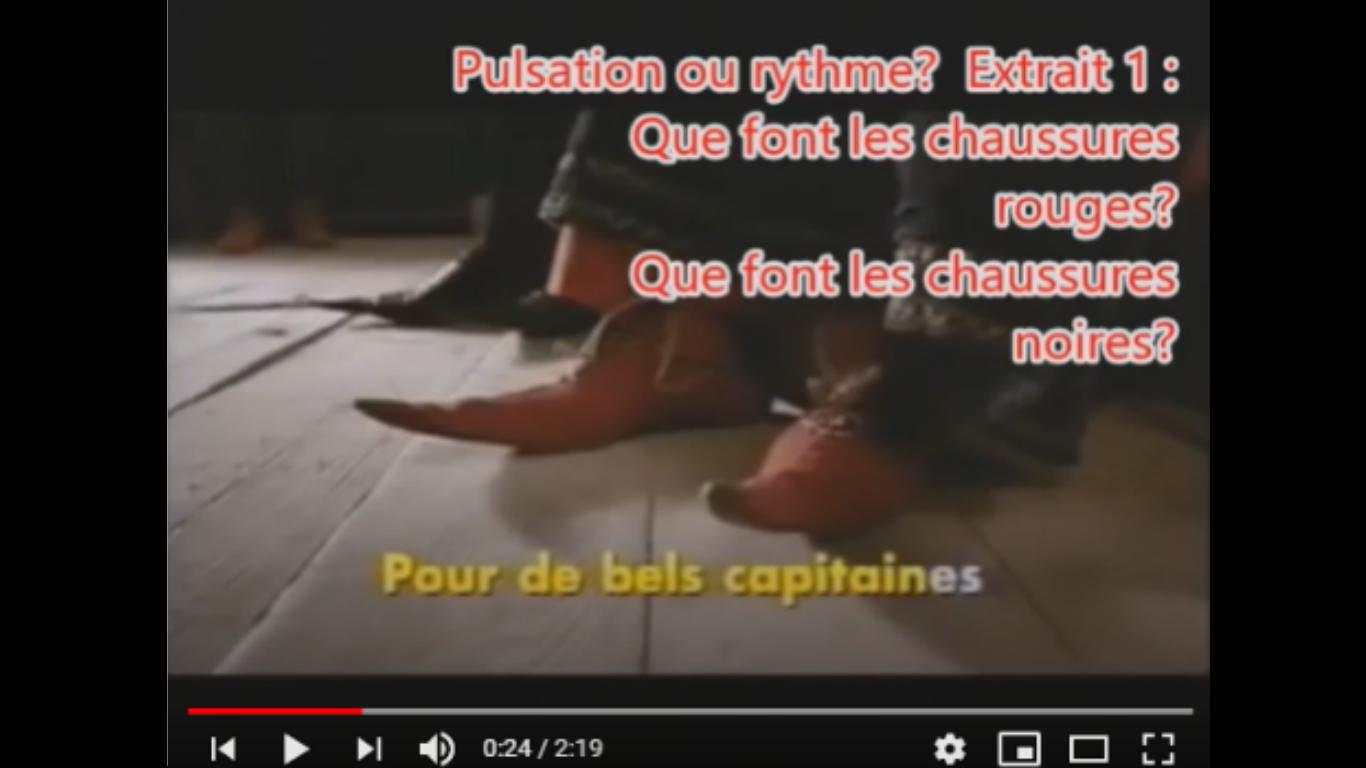 Pulsation ou rythme? Extrait 1 :
Que font les chaussures
rouges?
Que font les chaussures
noires?
Pour de bels capitaines
0:24 / 2:19